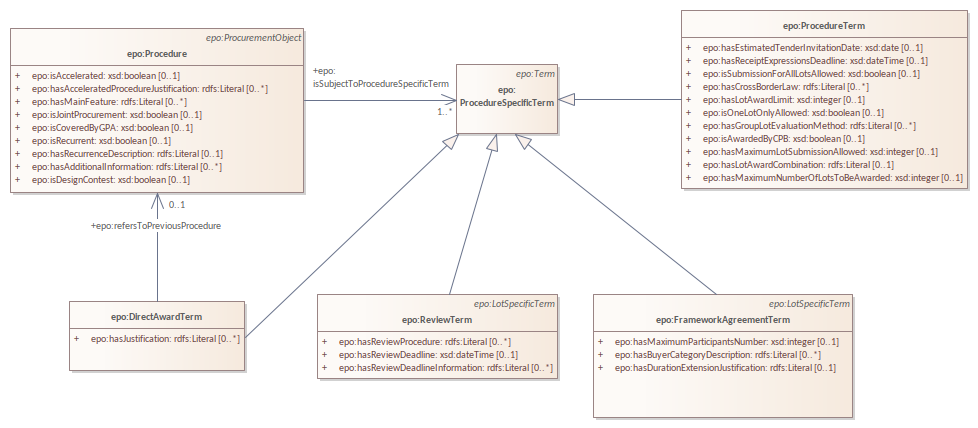 epo:ProcurementObject
epo:Procedure
+ epo:isAccelerated: xsd:boolean [0..1]
+ epo:hasAcceleratedProcedureJustification: rdfs:Literal [0..*]
+ epo:hasMainFeature: rdfs:Literal [0..*]
+ epo:isJointProcurement: xsd:boolean [0..1]
+ epo:isCoveredByGPA: xsd:boolean [0..1]
+ epo:isRecurrent: xsd:boolean [0..1]
+ epo:hasRecurrenceDescription: rdfs:Literal [0..1]
+ epo:hasAdditionalInformation: rdfs:Literal [0..*]
+ epo:isDesignContest: xsd:boolean [0..1]
+epo:
isSubjectToProcedureSpecificTerm
1..*
epo:Term
epo:
ProcedureSpecificTerm
epo:ProcedureTerm
+ epo:hasEstimatedTenderInvitationDate: xsd:date [0..1]
+ epo:hasReceiptExpressionsDeadline: xsd:dateTime [0..1]
+ epo:isSubmissionForAllLotsAllowed: xsd:boolean [0..1]
+ epo:hasCrossBorderLaw: rdfs:Literal [0..*]
+ epo:hasLotAwardLimit: xsd:integer [0..1]
+ epo:isOneLotOnlyAllowed: xsd:boolean [0..1]
+ epo:hasGroupLotEvaluationMethod: rdfs:Literal [0..*]
+ epo:isAwardedByCPB: xsd:boolean [0..1]
+ epo:hasMaximumLotSubmissionAllowed: xsd:integer [0..1]
+ epo:hasLotAwardCombination: rdfs:Literal [0..1]
+ epo:hasMaximumNumberOfLotsToBeAwarded: xsd:integer [0..1]
0..1
+epo:refersToPreviousProcedure
epo:DirectAwardTerm
+ epo:hasJustification: rdfs:Literal [0..*]
epo:LotSpecificTerm
epo:ReviewTerm
+ epo:hasReviewProcedure: rdfs:Literal [0..*]
+ epo:hasReviewDeadline: xsd:dateTime [0..1]
+ epo:hasReviewDeadlineInformation: rdfs:Literal [0..*]
epo:LotSpecificTerm
epo:FrameworkAgreementTerm
+ epo:hasMaximumParticipantsNumber: xsd:integer [0..1]
+ epo:hasBuyerCategoryDescription: rdfs:Literal [0..*]
+ epo:hasDurationExtensionJustification: rdfs:Literal [0..1]